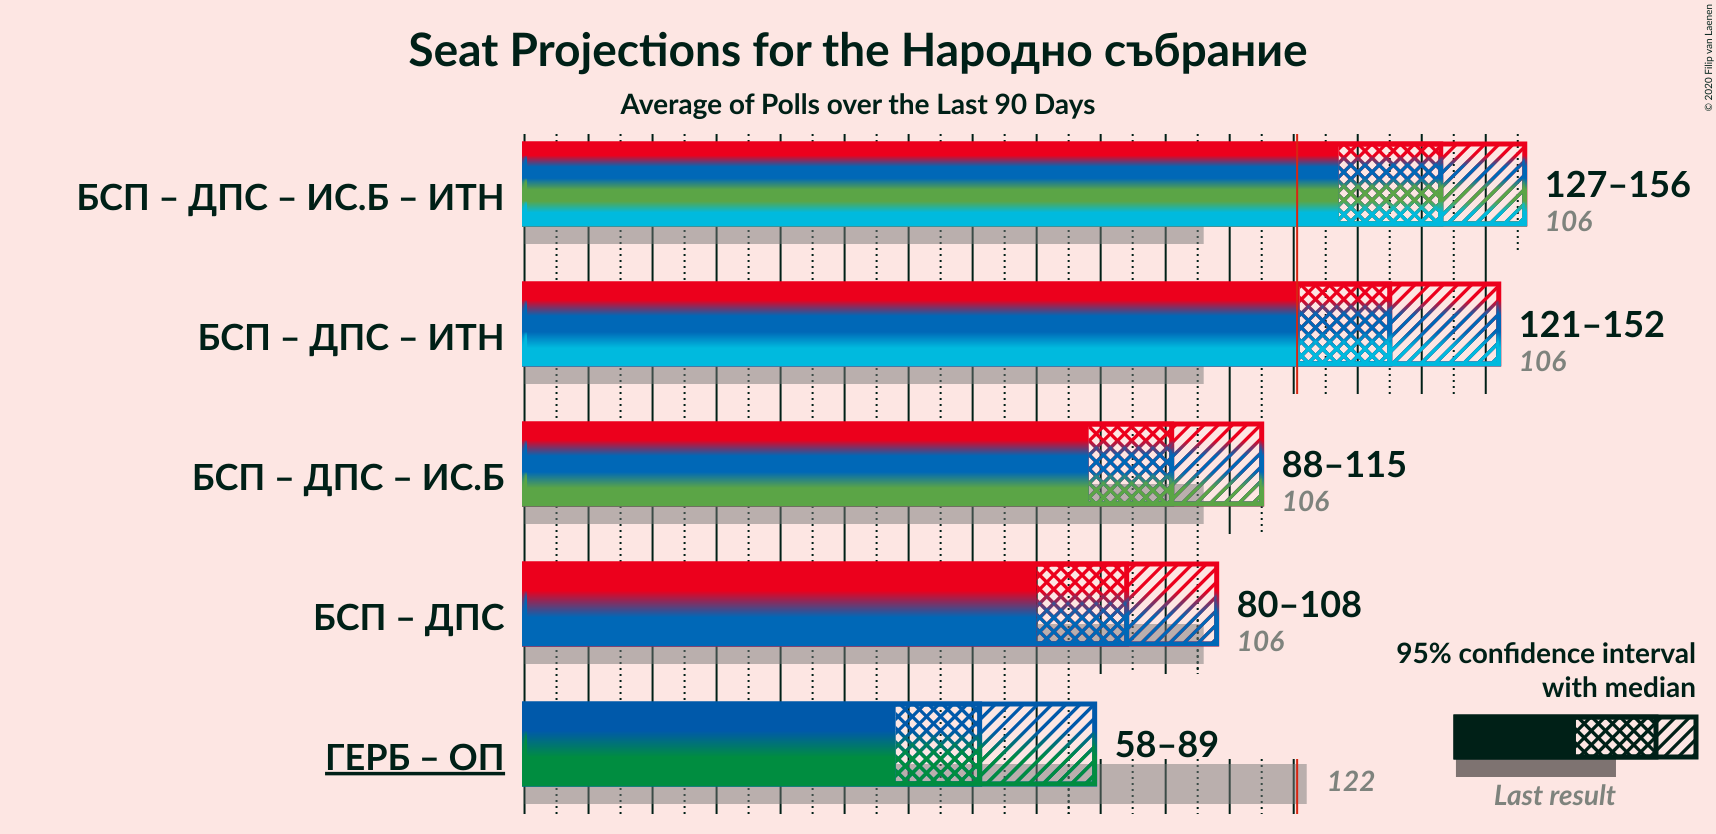 Seat Projections for the Народно събрание
Average of Polls over the Last 90 Days
© 2020 Filip van Laenen
БСП – ДПС – ИС.Б – ИТН
127–156
106
БСП – ДПС – ИТН
121–152
106
БСП – ДПС – ИС.Б
88–115
106
БСП – ДПС
80–108
106
ГЕРБ – ОП
58–89
122
95% confidence interval
with median
Last result